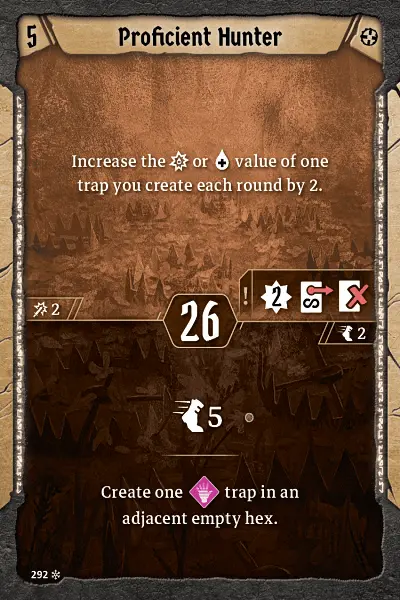 5 Proficient Hunter
Increase the or value of one
trap you create each round by 2.
2
26
! 2
2
5
Create one trap in an
adjacent empty hex.
292